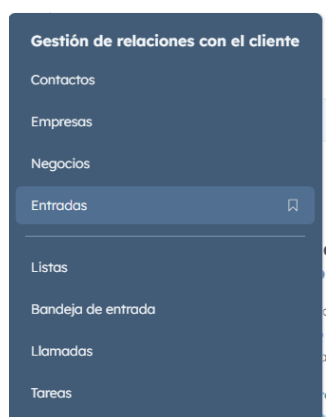 Gestión de relaciones con el cliente
Contactos
Empresas
Negocios
Entradas
Listas
Bandeja de entrada
Llamadas
Tareas